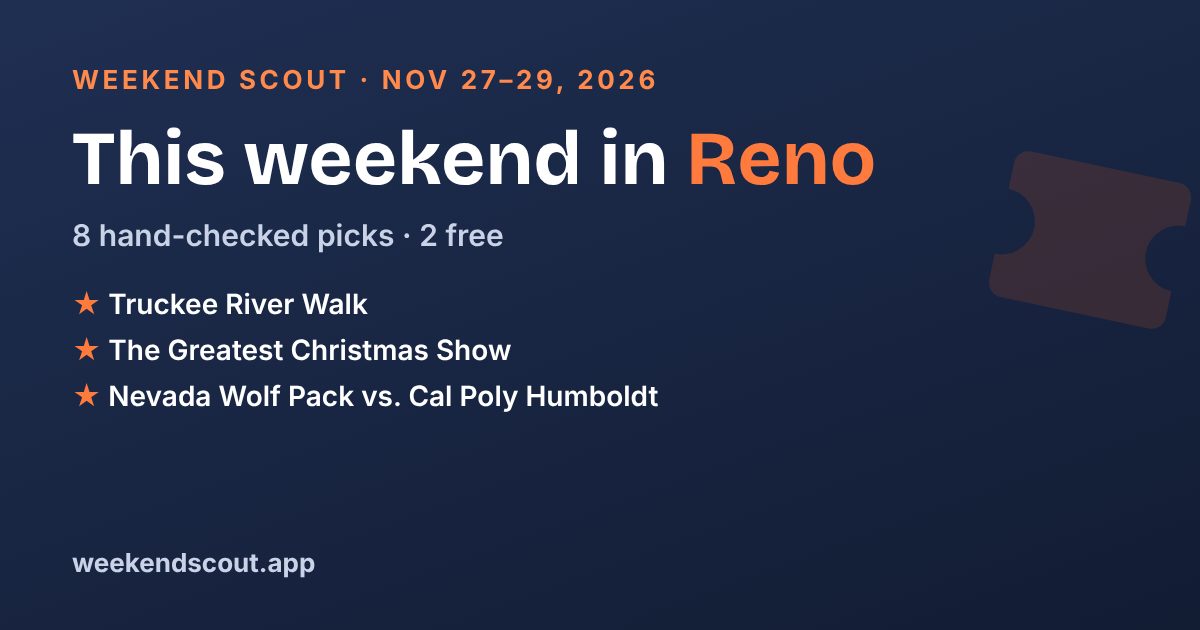 WEEKEND SCOUT · NOV 27–29, 2026
This weekend in Reno
8 hand-checked picks · 2 free
★ Truckee River Walk
★ The Greatest Christmas Show
★ Nevada Wolf Pack vs. Cal Poly Humboldt
weekendscout.app